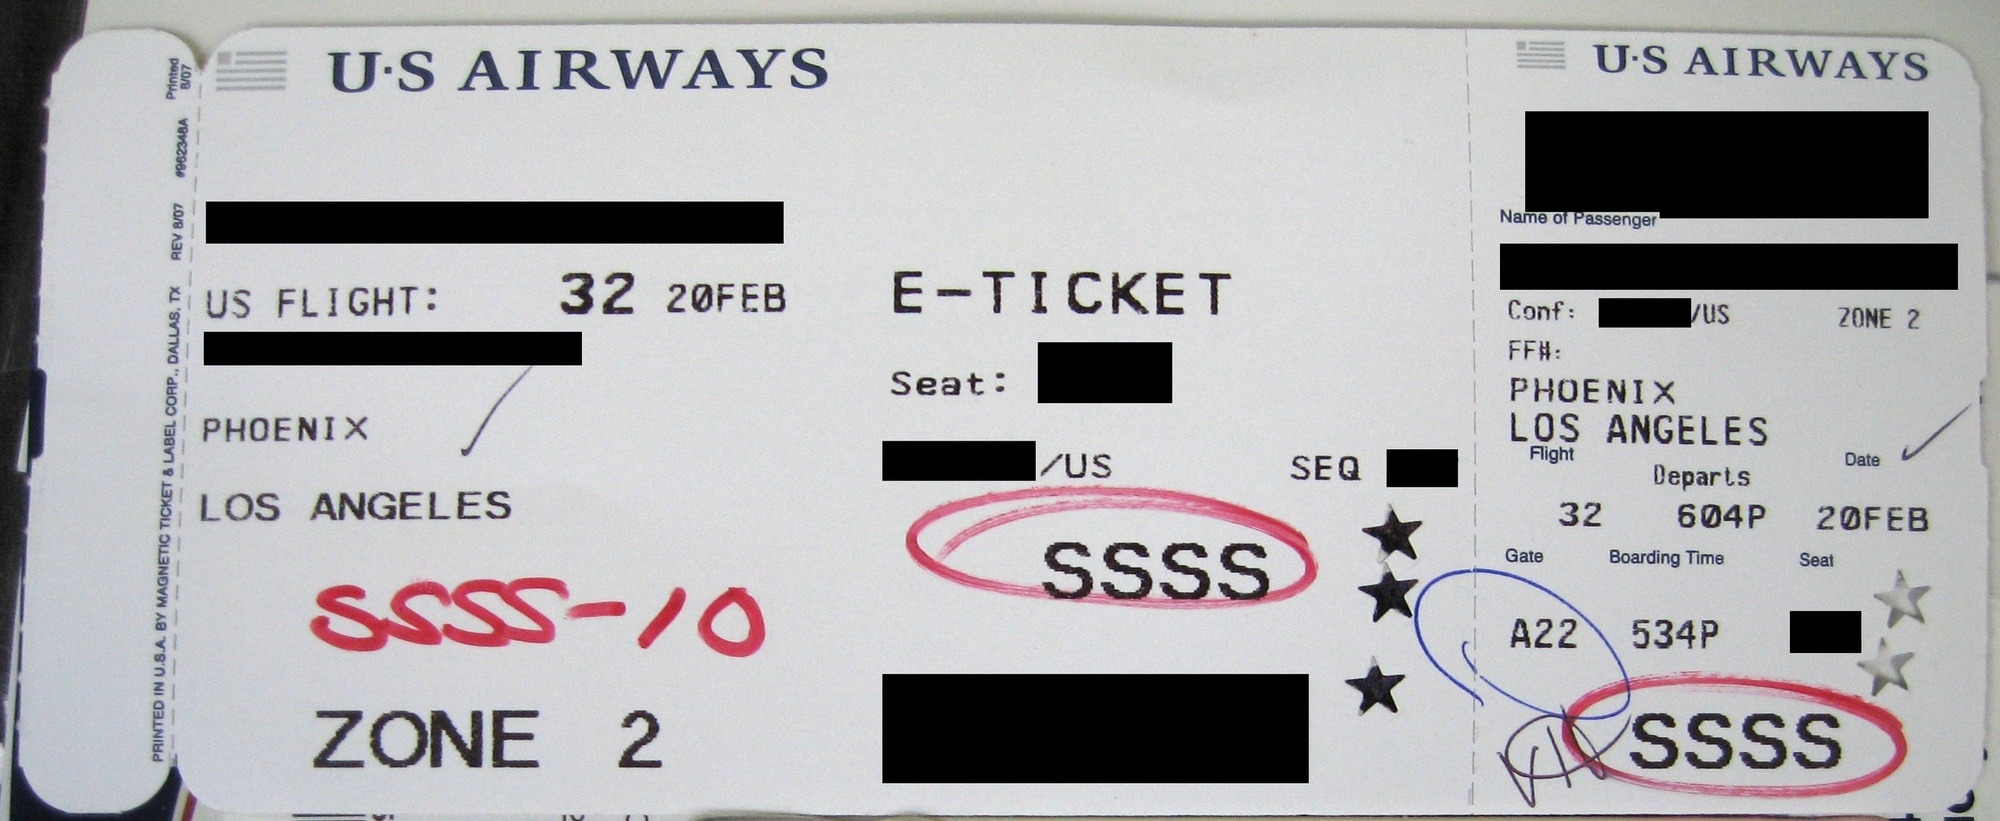 U·S AIRWAYS
US FLIGHT: 32 20FEB
PHOENIX
LOS ANGELES
SSSS-10
ZONE 2
E-TICKET
Seat:
/US SEQ
SSSS
U·S AIRWAYS
Name of Passenger
Conf: /US ZONE 2
FF#:
PHOENIX
LOS ANGELES
Flight Departs Date
32 604P 20FEB
Gate Boarding Time Seat
A22 534P
SSSS
PRINTED IN U.S.A. BY MAGNETIC TICKET & LABEL CORP., DALLAS, TX REV 8/07 #962348A Printed 8/07